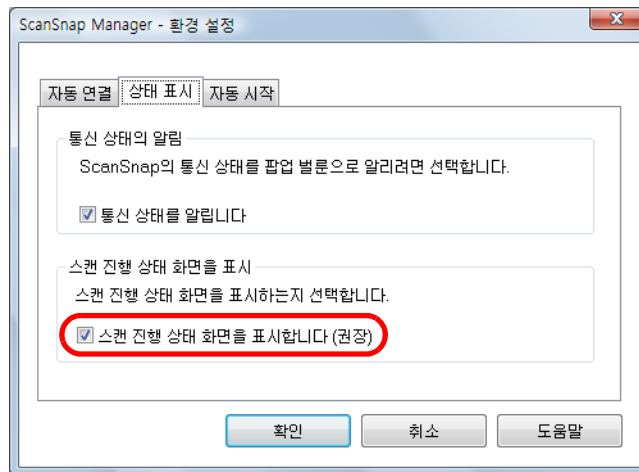 ScanSnap Manager - 환경 설정
자동 연결 상태 표시 자동 시작
통신 상태의 알림
ScanSnap의 통신 상태를 팝업 벌룬으로 알리려면 선택합니다.
통신 상태를 알립니다
스캔 진행 상태 화면을 표시
스캔 진행 상태 화면을 표시하는지 선택합니다.
스캔 진행 상태 화면을 표시합니다 (권장)
확인 취소 도움말